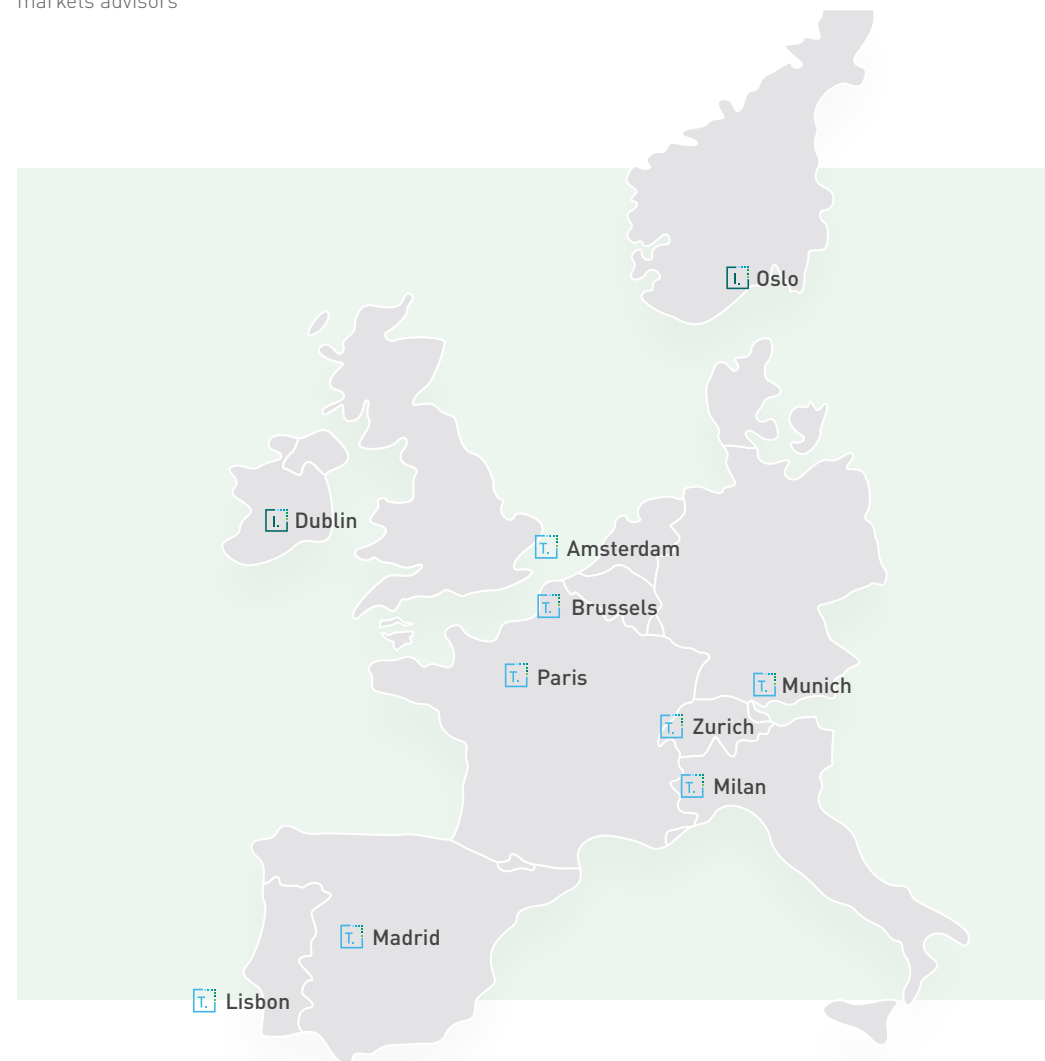 markets advisors
I. Oslo
I. Dublin
T. Amsterdam
T. Brussels
T. Paris
T. Munich
T. Zurich
T. Milan
T. Madrid
T. Lisbon